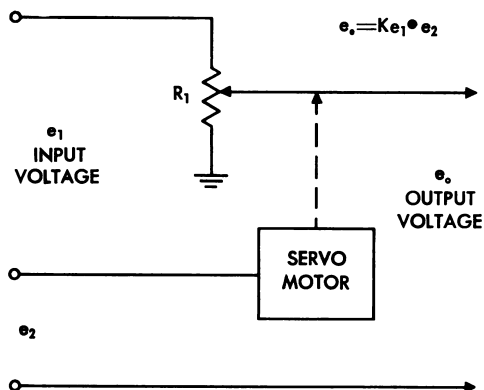 eₒ=Ke₁•e₂
R₁
e₁
INPUT
VOLTAGE
eₒ
OUTPUT
VOLTAGE
SERVO
MOTOR
e₂